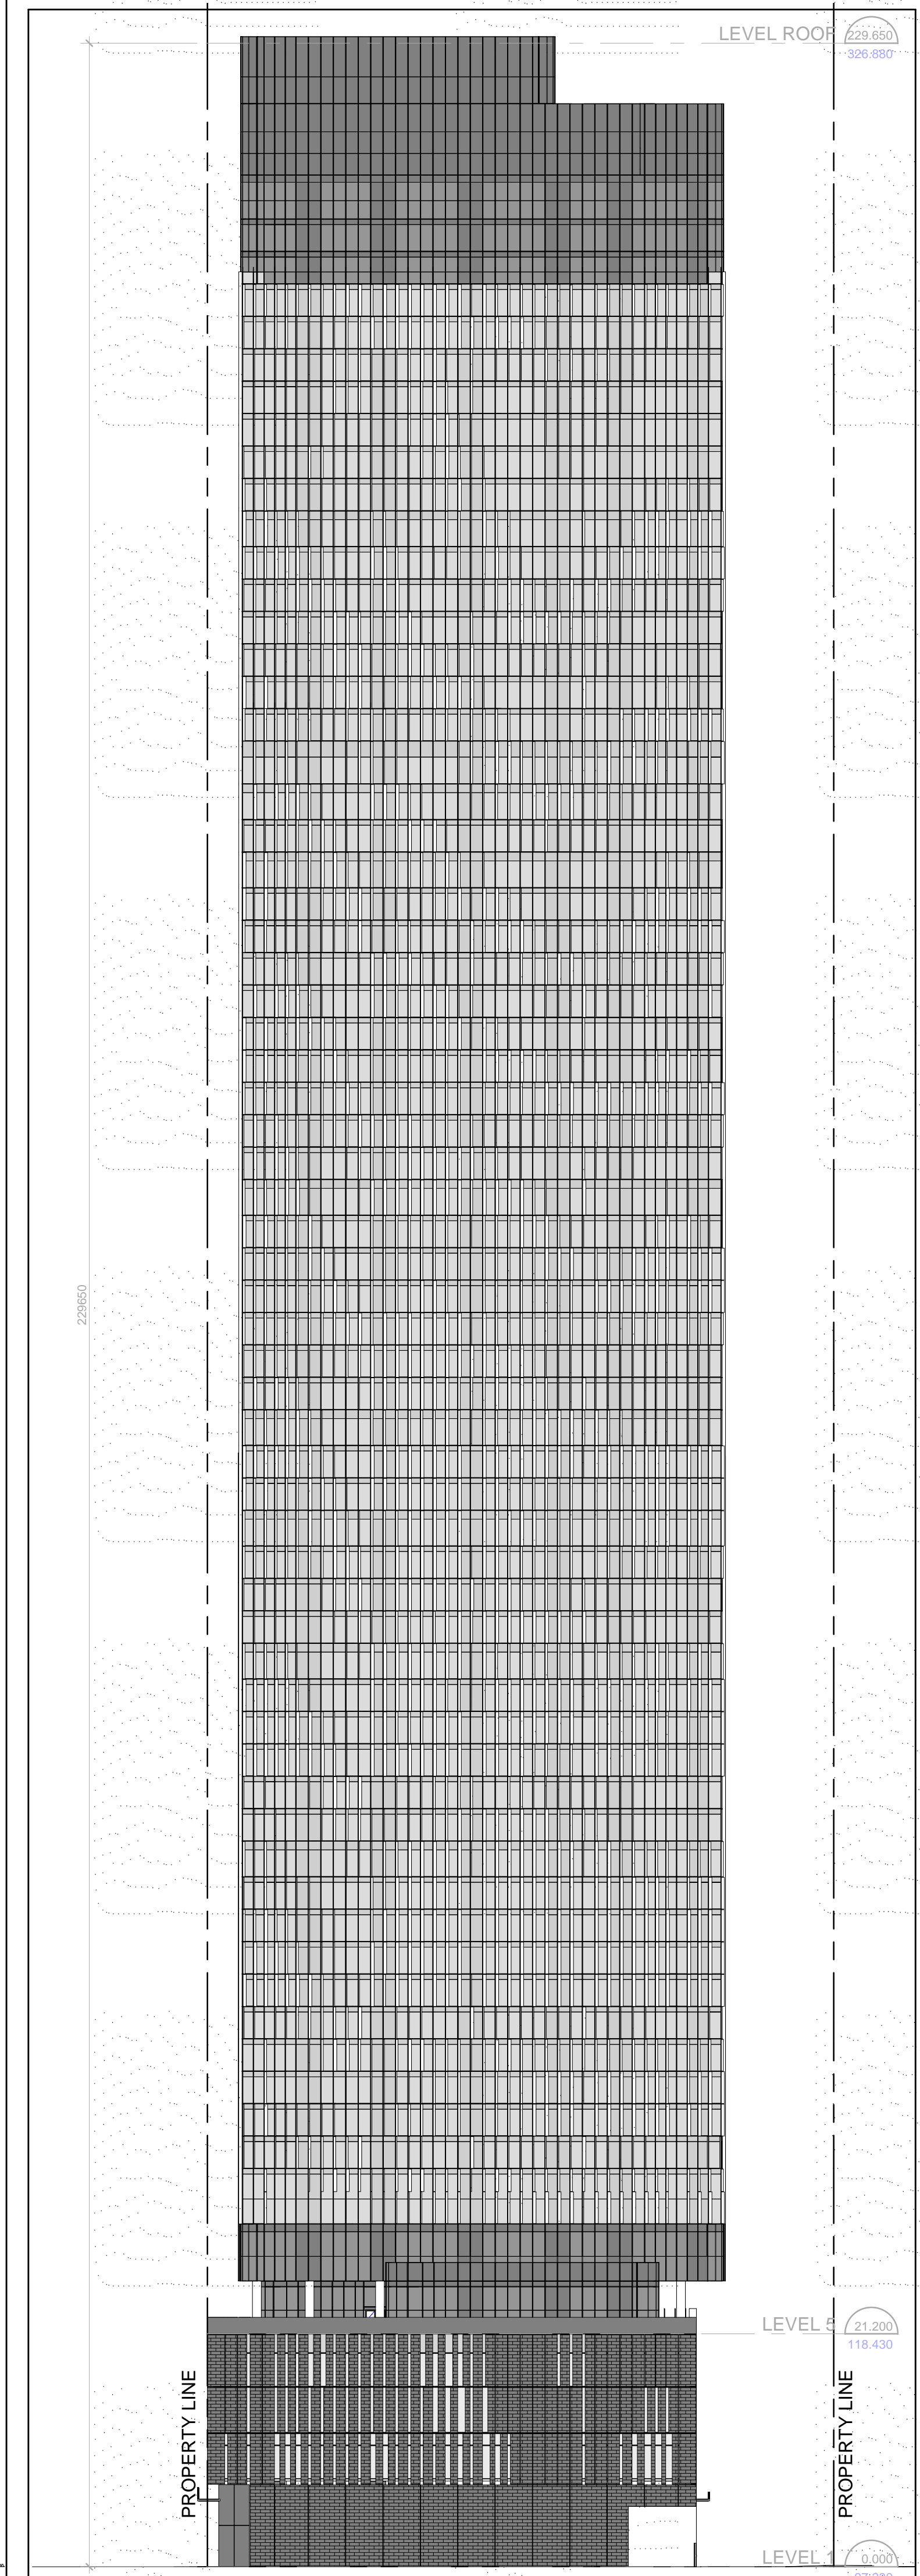 LEVEL ROOF
229.650
326.880
229650
LEVEL 5
21.200
118.430
PROPERTY LINE
PROPERTY LINE
LEVEL 1
0.000